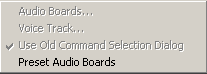 Audio Boards...
Voice Track...
Use Old Command Selection Dialog
Preset Audio Boards